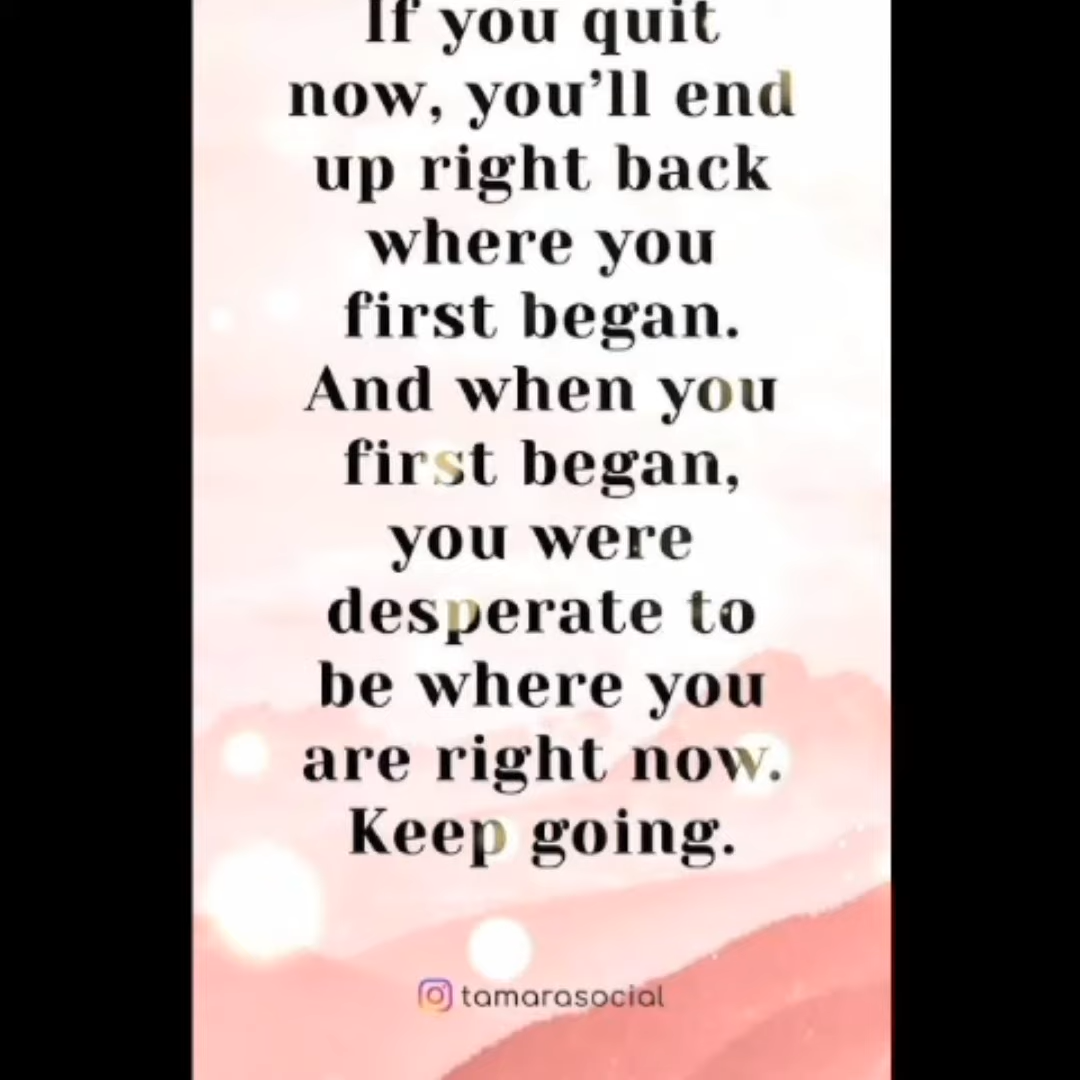 If you quit
now, you’ll end
up right back
where you
first began.
And when you
first began,
you were
desperate to
be where you
are right now.
Keep going.
tamarasocial